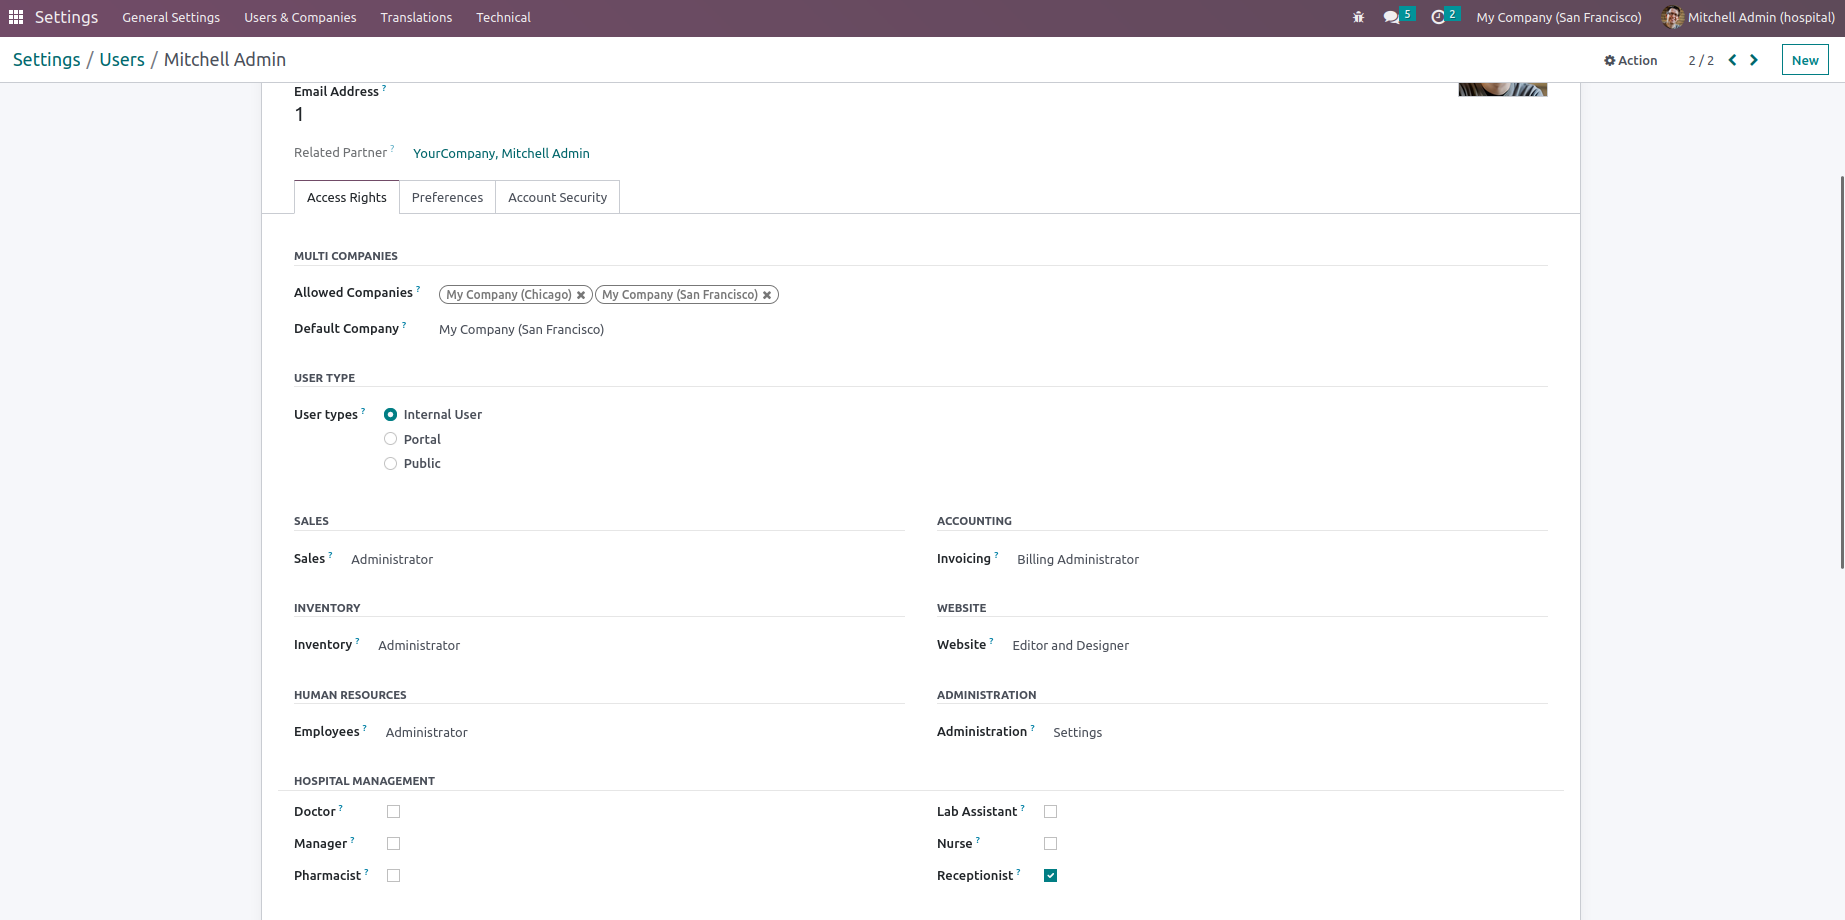 Settings General Settings Users & Companies Translations Technical 5 2 My Company (San Francisco) Mitchell Admin (hospital)
Settings / Users / Mitchell Admin Action 2 / 2 New
Email Address ?
1
Related Partner ? YourCompany, Mitchell Admin
Access Rights Preferences Account Security
MULTI COMPANIES
Allowed Companies ? My Company (Chicago) ✖ My Company (San Francisco) ✖
Default Company ? My Company (San Francisco)
USER TYPE
User types ? Internal User
Portal
Public
SALES ACCOUNTING
Sales ? Administrator Invoicing ? Billing Administrator
INVENTORY WEBSITE
Inventory ? Administrator Website ? Editor and Designer
HUMAN RESOURCES ADMINISTRATION
Employees ? Administrator Administration ? Settings
HOSPITAL MANAGEMENT
Doctor ? Lab Assistant ?
Manager ? Nurse ?
Pharmacist ? Receptionist ?